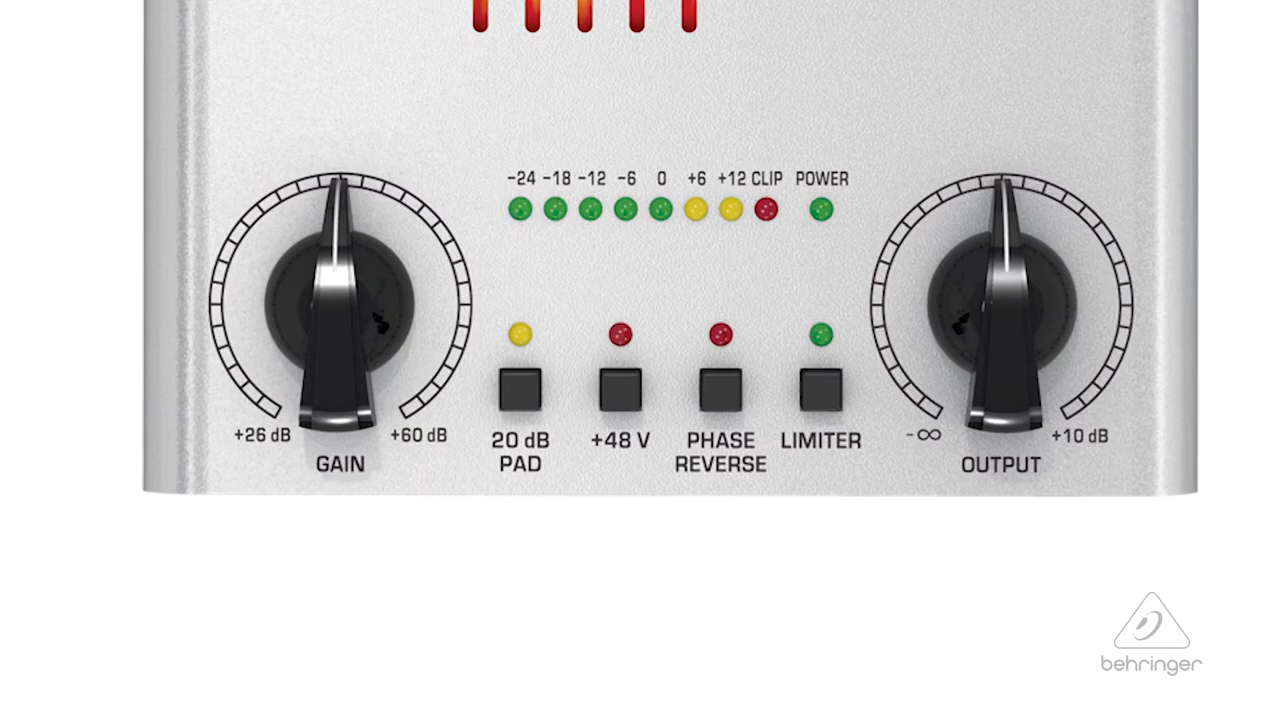 −24 −18 −12 −6 0 +6 +12 CLIP POWER
+26 dB +60 dB
GAIN
20 dB PAD
+48 V
PHASE REVERSE
LIMITER
−∞ +10 dB
OUTPUT
behringer